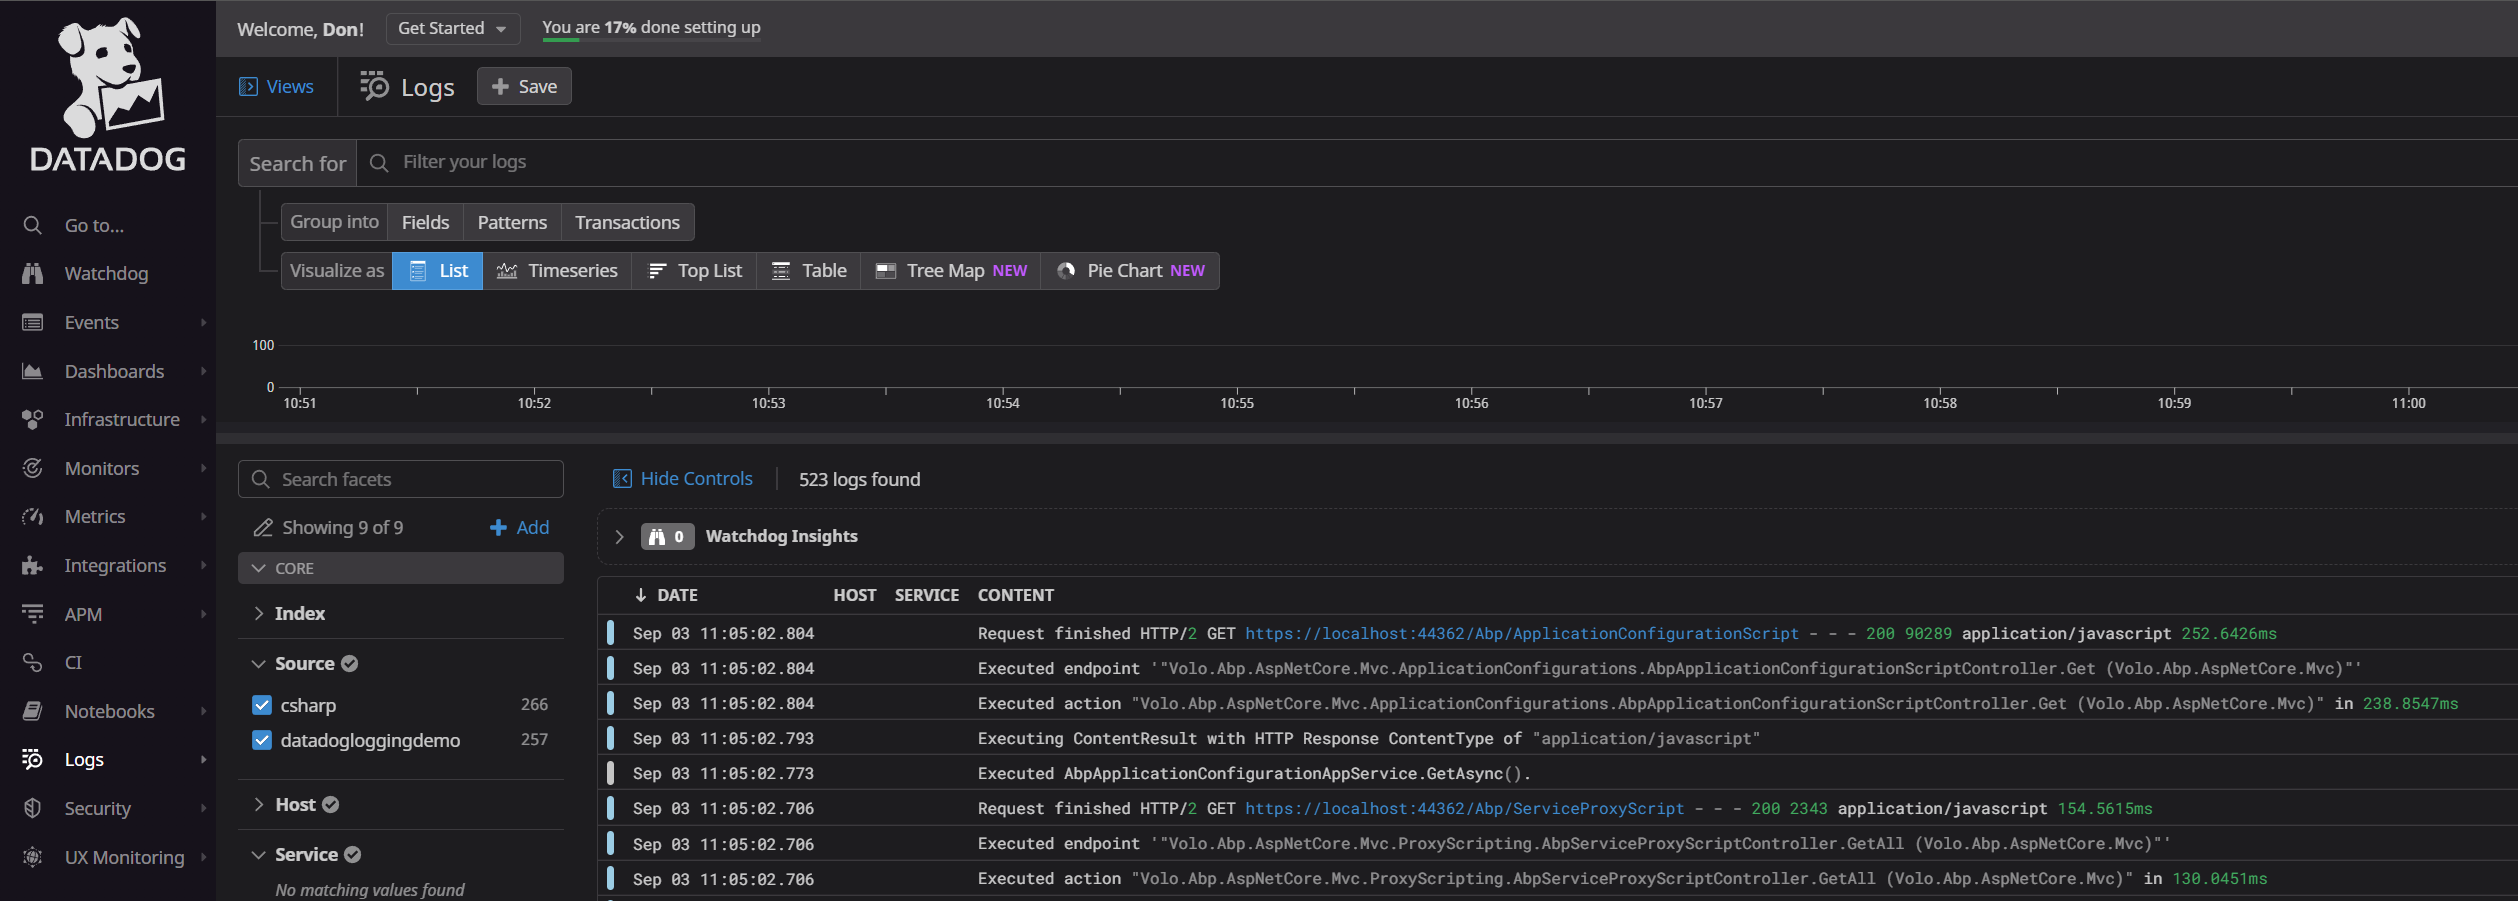 DATADOG
Go to...
Watchdog
Events
Dashboards
Infrastructure
Monitors
Metrics
Integrations
APM
CI
Notebooks
Logs
Security
UX Monitoring
Welcome, Don! Get Started You are 17% done setting up
Views Logs Save
Search for Filter your logs
Group into Fields Patterns Transactions
Visualize as List Timeseries Top List Table Tree Map NEW Pie Chart NEW
100
0
10:51 10:52 10:53 10:54 10:55 10:56 10:57 10:58 10:59 11:00
Search facets
Showing 9 of 9 Add
CORE
Index
Source
csharp 266
datadogloggingdemo 257
Host
Service
No matching values found
Hide Controls 523 logs found
0 Watchdog Insights
DATE HOST SERVICE CONTENT
Sep 03 11:05:02.804 Request finished HTTP/2 GET https://localhost:44362/Abp/ApplicationConfigurationScript - - - 200 90289 application/javascript 252.6426ms
Sep 03 11:05:02.804 Executed endpoint '"Volo.Abp.AspNetCore.Mvc.ApplicationConfigurations.AbpApplicationConfigurationScriptController.Get (Volo.Abp.AspNetCore.Mvc)"'
Sep 03 11:05:02.804 Executed action "Volo.Abp.AspNetCore.Mvc.ApplicationConfigurations.AbpApplicationConfigurationScriptController.Get (Volo.Abp.AspNetCore.Mvc)" in 238.8547ms
Sep 03 11:05:02.793 Executing ContentResult with HTTP Response ContentType of "application/javascript"
Sep 03 11:05:02.773 Executed AbpApplicationConfigurationAppService.GetAsync().
Sep 03 11:05:02.706 Request finished HTTP/2 GET https://localhost:44362/Abp/ServiceProxyScript - - - 200 2343 application/javascript 154.5615ms
Sep 03 11:05:02.706 Executed endpoint '"Volo.Abp.AspNetCore.Mvc.ProxyScripting.AbpServiceProxyScriptController.GetAll (Volo.Abp.AspNetCore.Mvc)"'
Sep 03 11:05:02.706 Executed action "Volo.Abp.AspNetCore.Mvc.ProxyScripting.AbpServiceProxyScriptController.GetAll (Volo.Abp.AspNetCore.Mvc)" in 130.0451ms